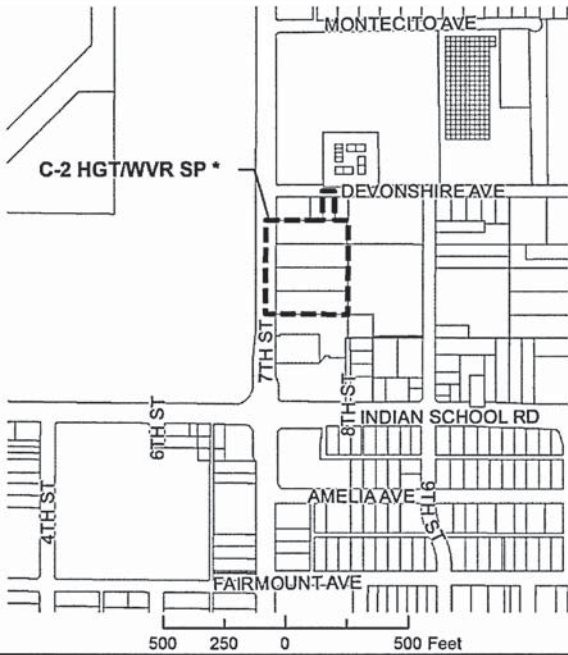 MONTECITO AVE
C-2 HGT/WVR SP *
DEVONSHIRE AVE
7TH ST
8TH ST
6TH ST
INDIAN SCHOOL RD
4TH ST
AMELIA AVE
9TH ST
FAIRMOUNT AVE
500 250 0 500 Feet